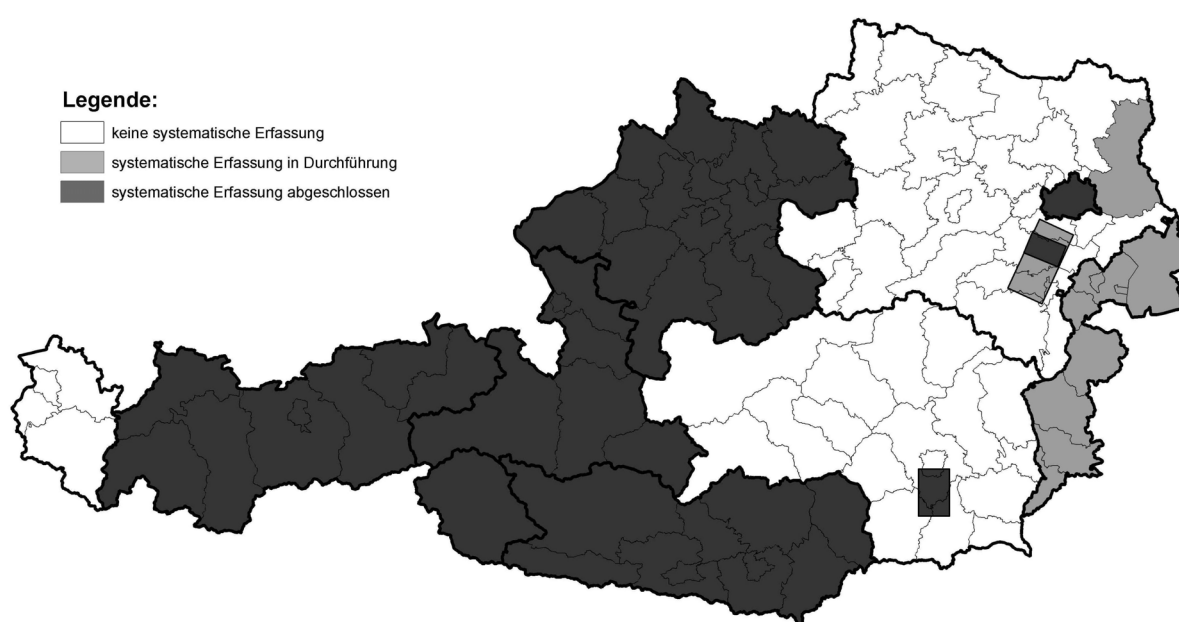 Legende:
keine systematische Erfassung
systematische Erfassung in Durchführung
systematische Erfassung abgeschlossen